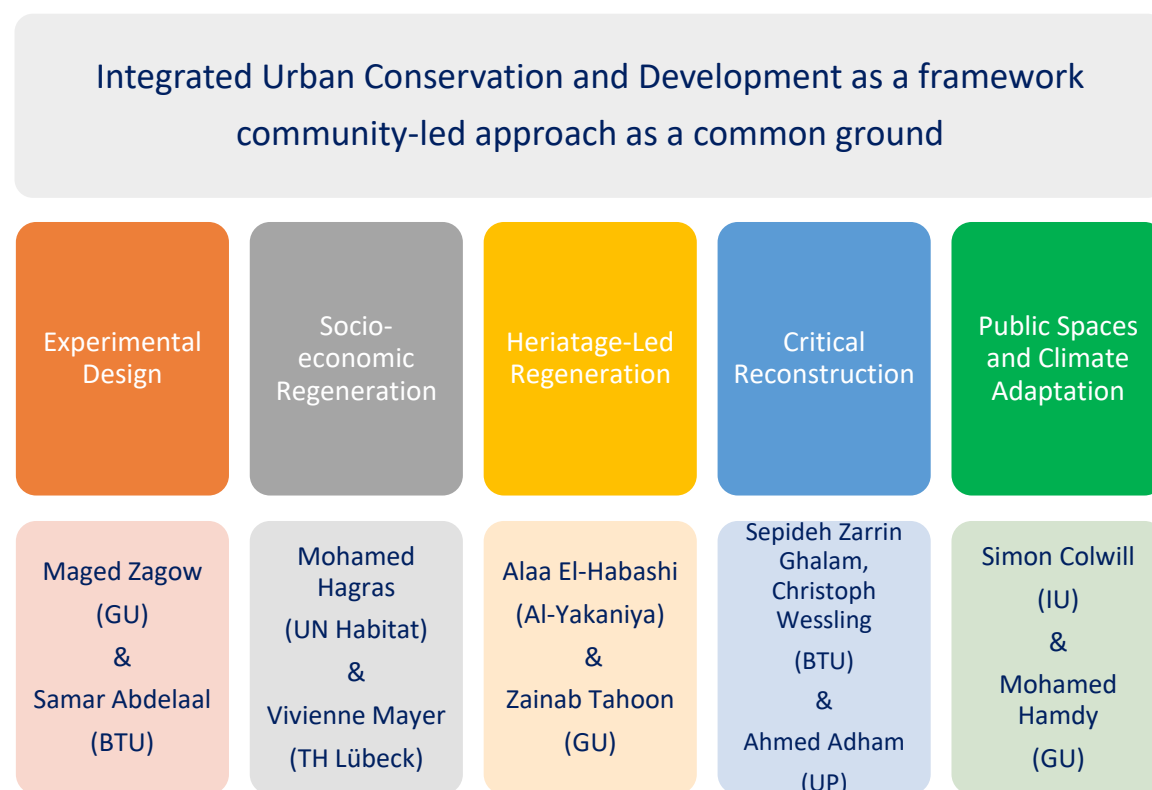 Integrated Urban Conservation and Development as a framework
community-led approach as a common ground
Experimental
Design
Socio-
economic
Regeneration
Heriatage-Led
Regeneration
Critical
Reconstruction
Public Spaces
and Climate
Adaptation
Maged Zagow
(GU)
&
Samar Abdelaal
(BTU)
Mohamed
Hagras
(UN Habitat)
&
Vivienne Mayer
(TH Lübeck)
Alaa El-Habashi
(Al-Yakaniya)
&
Zainab Tahoon
(GU)
Sepideh Zarrin
Ghalam,
Christoph
Wessling
(BTU)
&
Ahmed Adham
(UP)
Simon Colwill
(IU)
&
Mohamed
Hamdy
(GU)